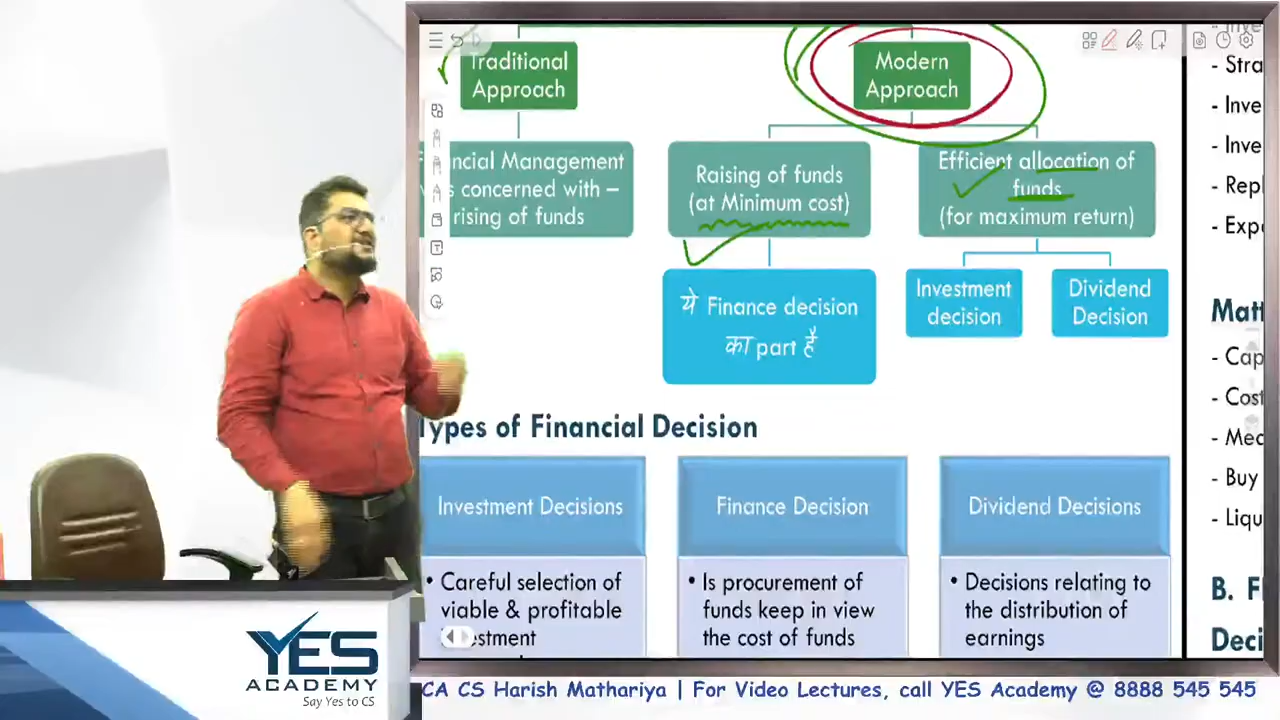 Traditional
Approach
Modern
Approach
ncial Management
s concerned with –
rising of funds
Raising of funds
(at Minimum cost)
Efficient allocation of
funds
(for maximum return)
ये Finance decision
का part है
Investment
decision
Dividend
Decision
Types of Financial Decision
Investment Decisions
• Careful selection of
viable & profitable
Finance Decision
• Is procurement of
funds keep in view
the cost of funds
Dividend Decisions
• Decisions relating to
the distribution of
earnings
- Stra
- Inve
- Inve
- Repl
- Expe
Matt
- Cap
- Cost
- Mec
- Buy
- Liqu
B. Fi
Deci
YES
ACADEMY
Say Yes to CS
CA CS Harish Mathariya | For Video Lectures, call YES Academy @ 8888 545 545